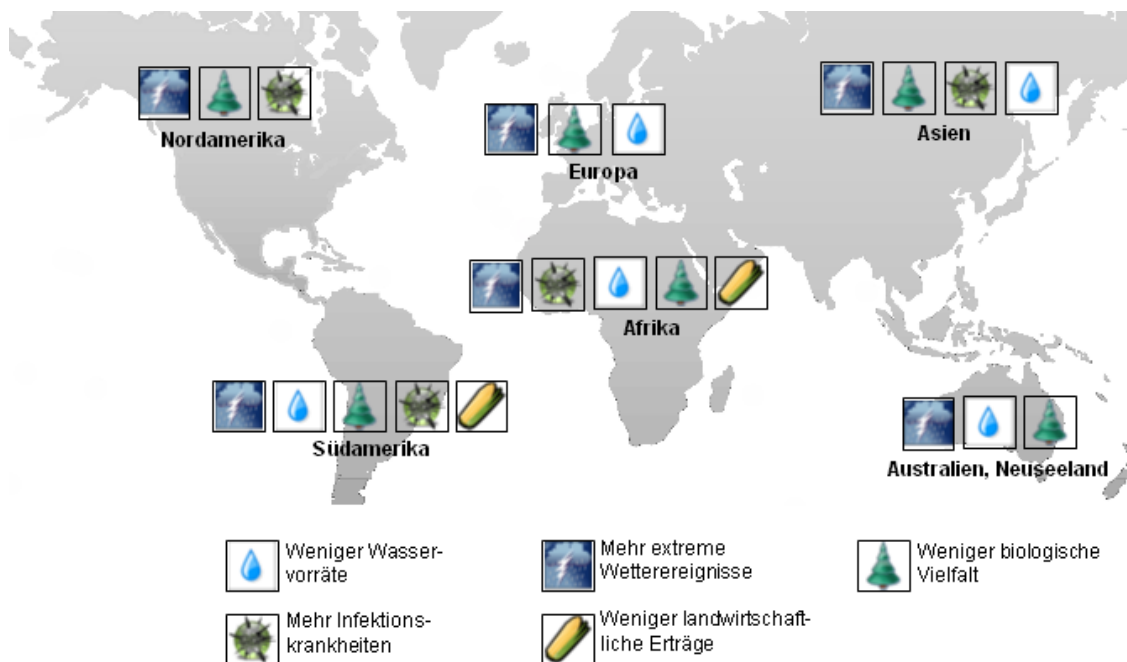 Nordamerika
Europa
Asien
Afrika
Südamerika
Australien, Neuseeland
Weniger Wasser-
vorräte
Mehr extreme
Wetterereignisse
Weniger biologische
Vielfalt
Mehr Infektions-
krankheiten
Weniger landwirtschaft-
liche Erträge